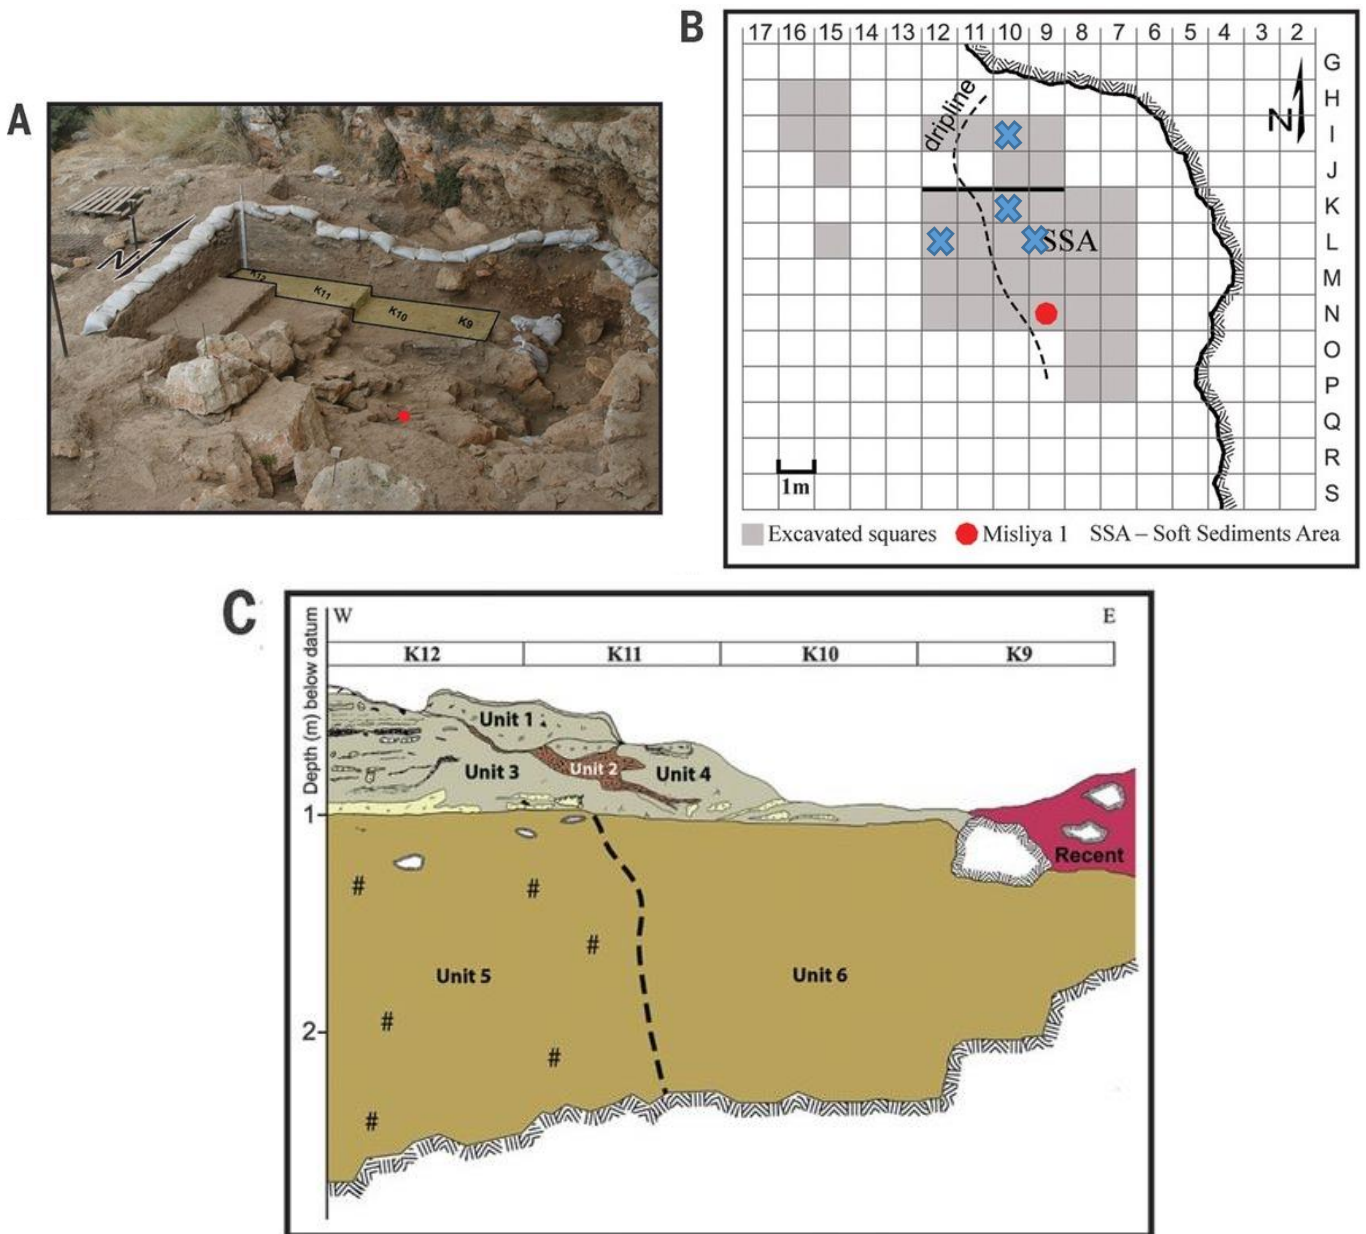 A
N
K12
K11
K10
K9
B
17 16 15 14 13 12 11 10 9 8 7 6 5 4 3 2
G
H
I
J
K
L
M
N
O
P
Q
R
S
N
dripline
SSA
1m
Excavated squares Misliya 1 SSA – Soft Sediments Area
C
W E
Depth (m) below datum
K12 K11 K10 K9
Unit 1
Unit 2
Unit 3
Unit 4
1
Recent
# #
#
Unit 5 Unit 6
#
2
#
#